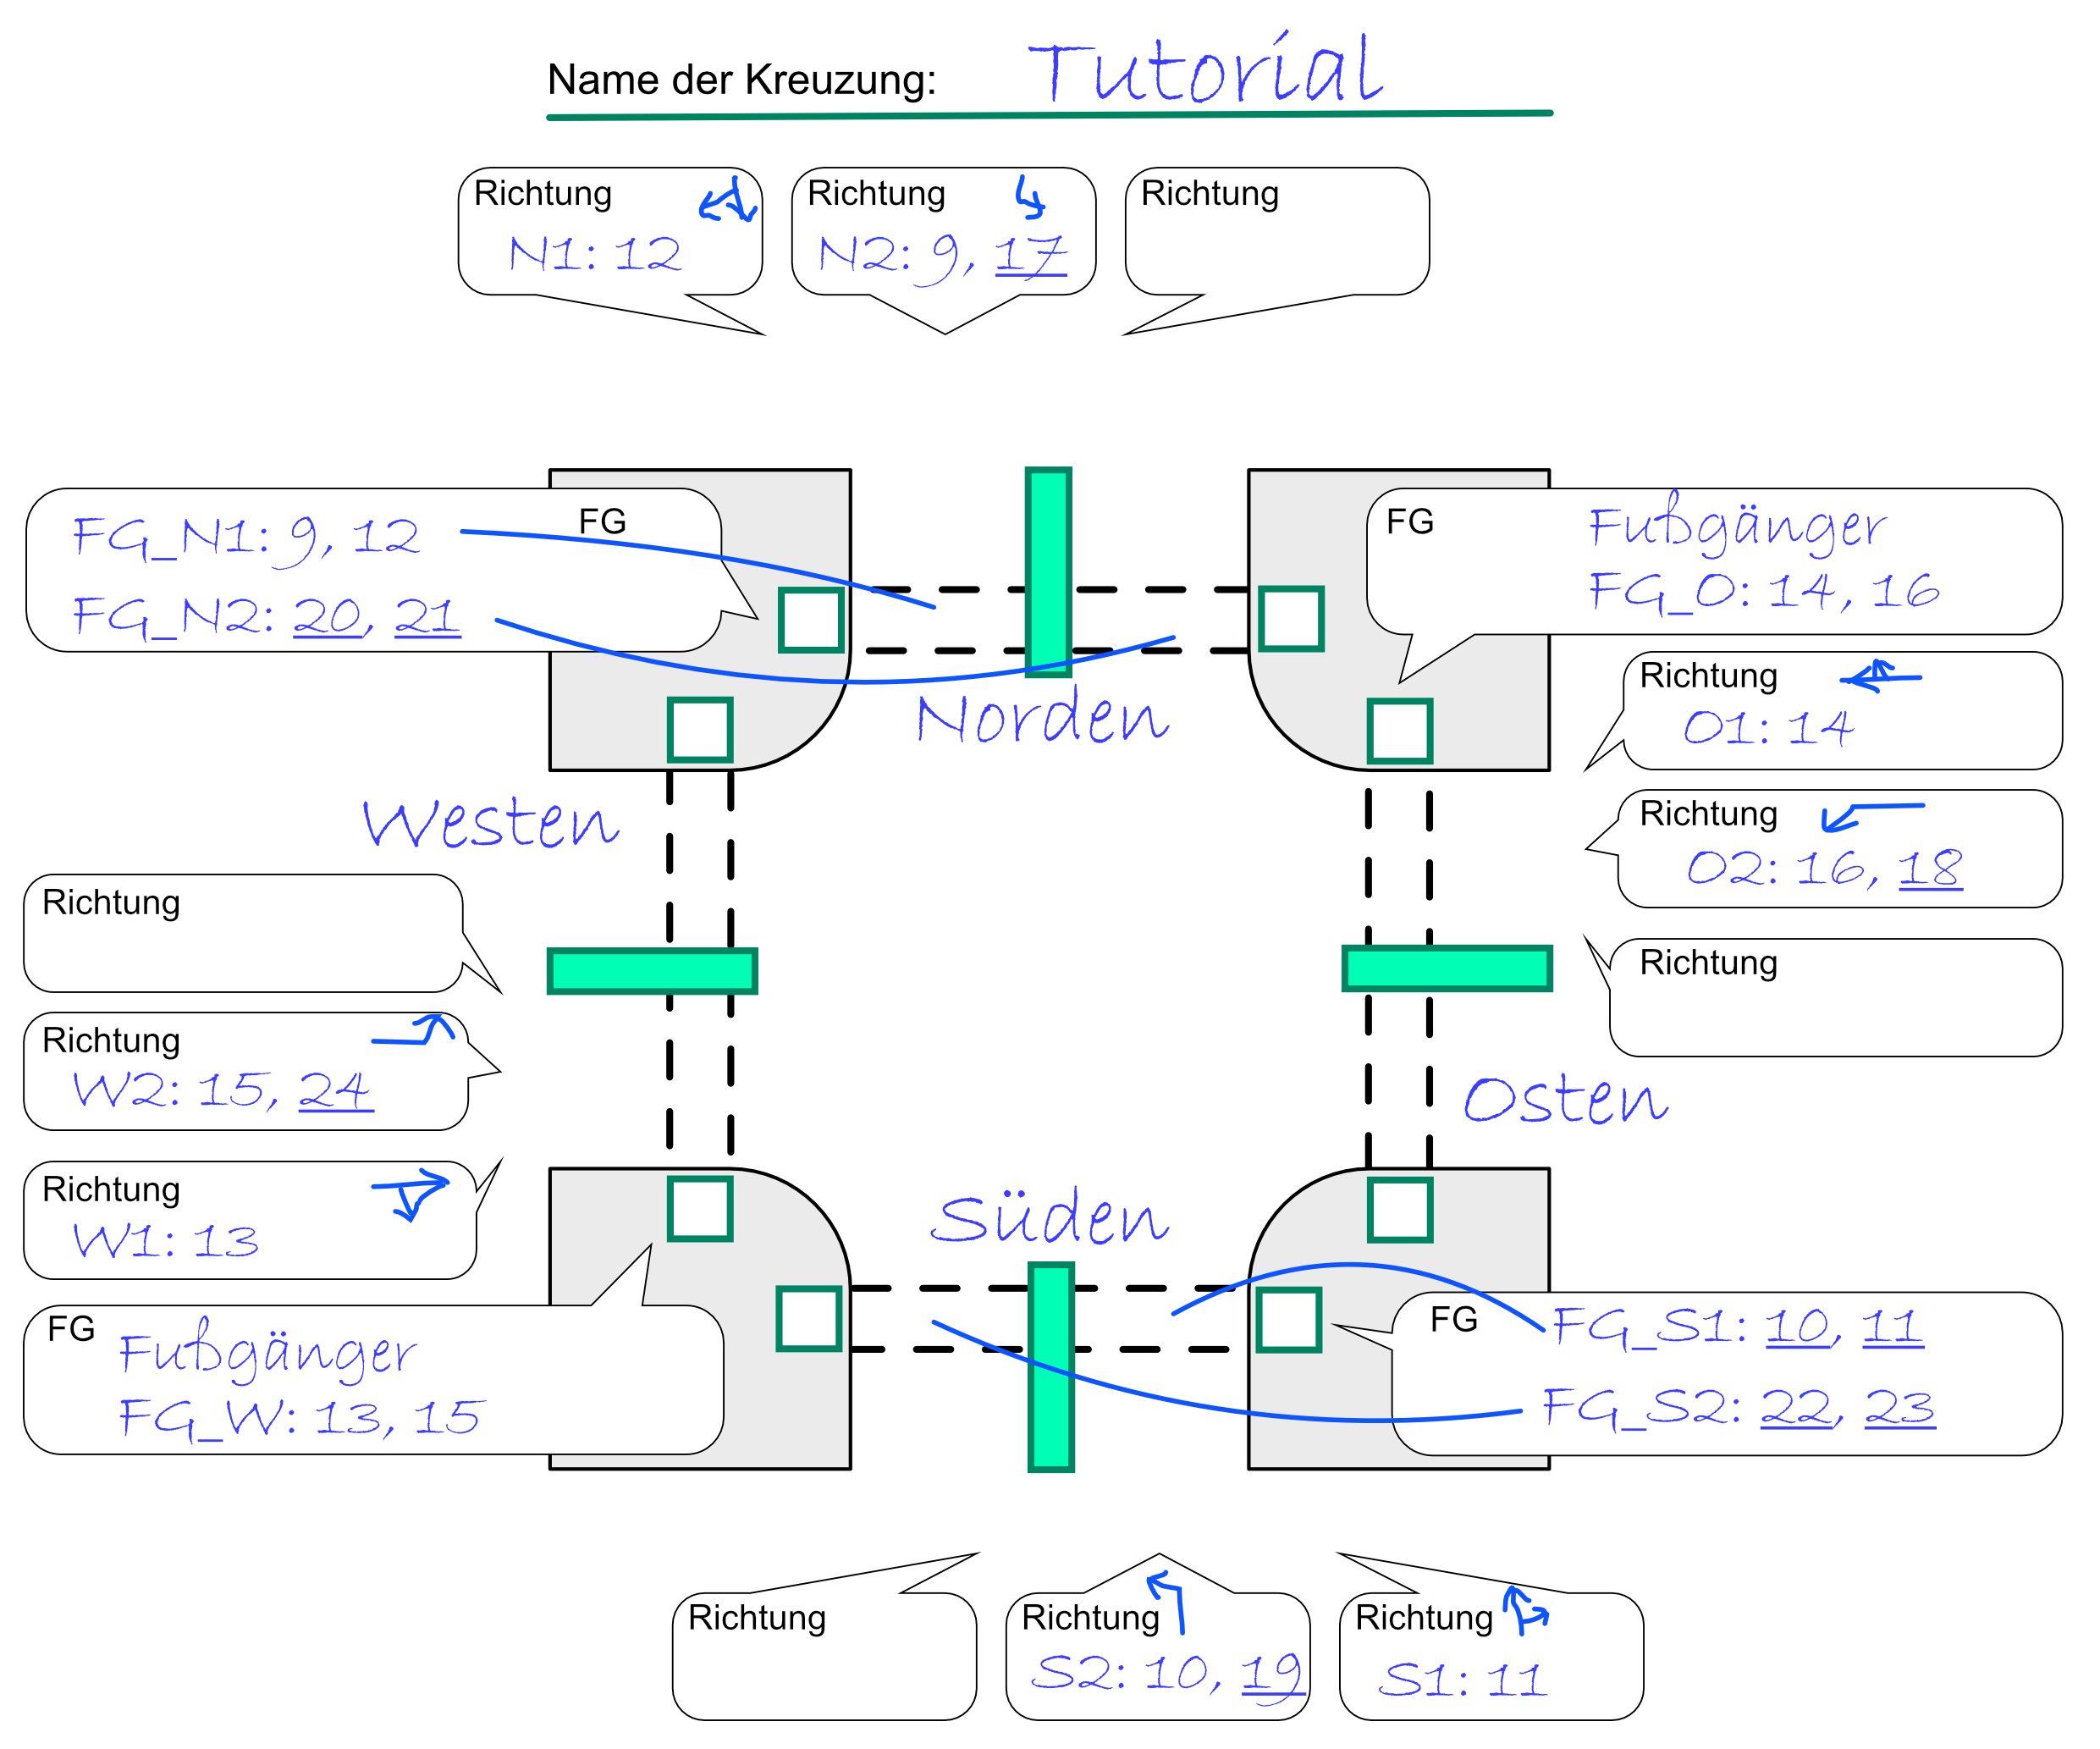 Name der Kreuzung: Tutorial
Richtung
N1: 12
Richtung
N2: 9, 17
Richtung
FG
FG_N1: 9, 12
FG_N2: 20, 21
FG
Fußgänger
FG_O: 14, 16
Norden
Richtung
O1: 14
Richtung
O2: 16, 18
Richtung
Westen
Richtung
Richtung
W2: 15, 24
Richtung
W1: 13
Osten
Süden
FG
Fußgänger
FG_W: 13, 15
FG
FG_S1: 10, 11
FG_S2: 22, 23
Richtung
Richtung
S2: 10, 19
Richtung
S1: 11